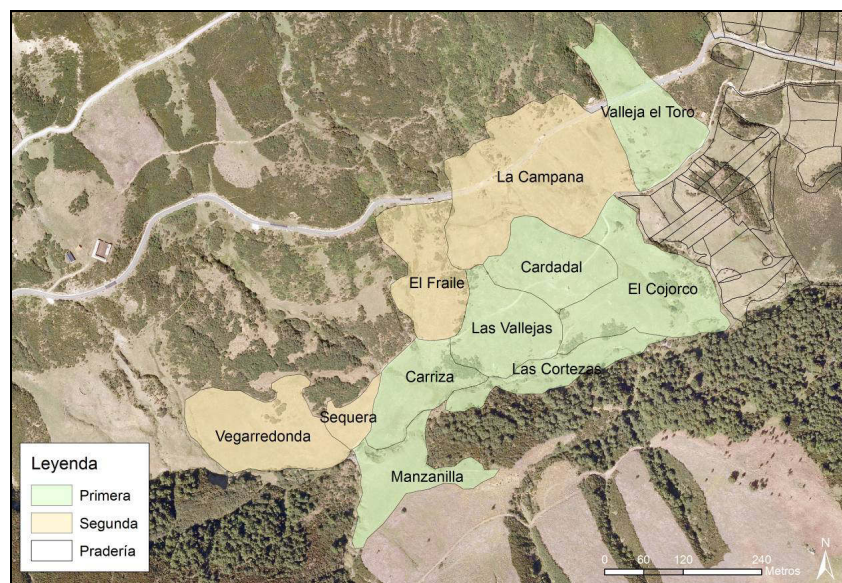 Valleja el Toro
La Campana
Cardadal
El Fraile
El Cojorco
Las Vallejas
Las Cortezas
Carriza
Sequera
Vegarredonda
Manzanilla
Leyenda
Primera
Segunda
Pradería
N
0 60 120 240
Metros